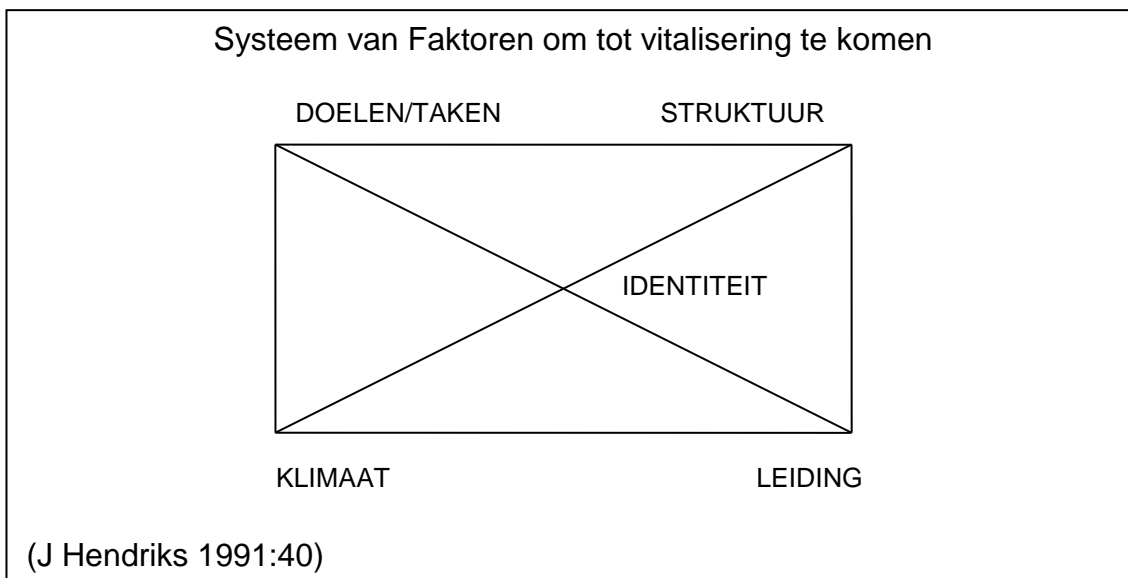 Systeem van Faktoren om tot vitalisering te komen
DOELEN/TAKEN STRUKTUUR
IDENTITEIT
KLIMAAT LEIDING
(J Hendriks 1991:40)